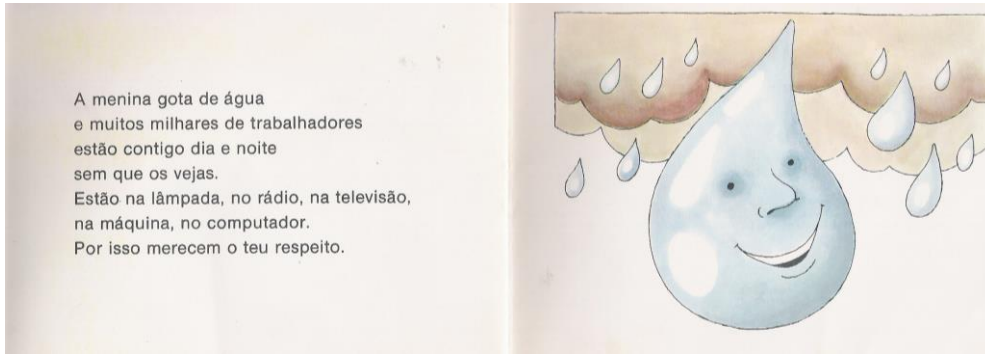 A menina gota de água
e muitos milhares de trabalhadores
estão contigo dia e noite
sem que os vejas.
Estão na lâmpada, no rádio, na televisão,
na máquina, no computador.
Por isso merecem o teu respeito.